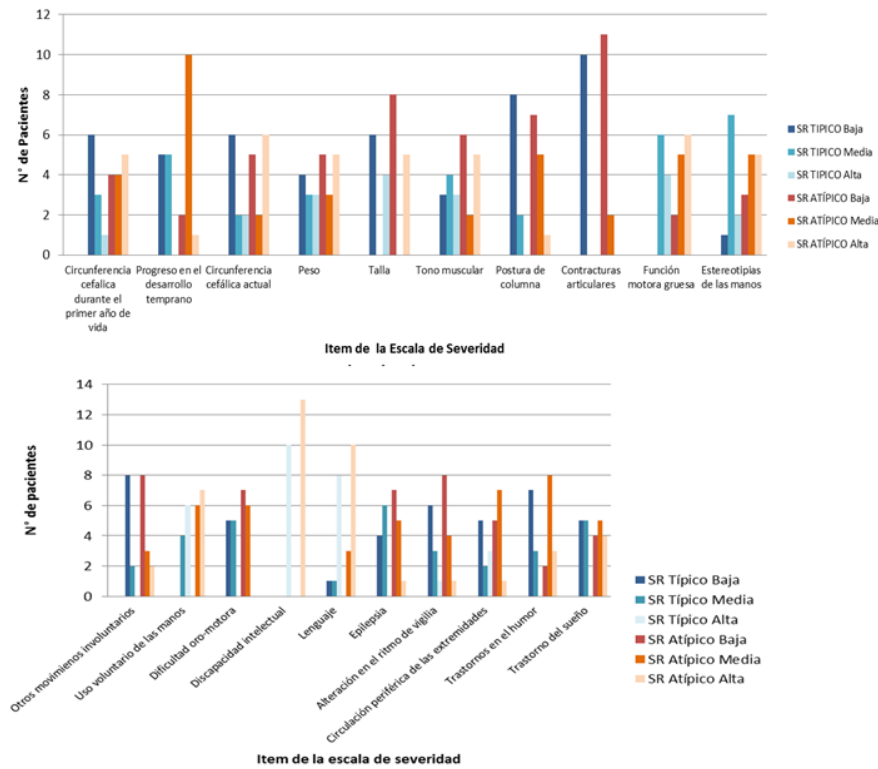 12
10
8
6
4
2
0
N° de Pacientes
Circunferencia cefalica durante el primer año de vida
Progreso en el desarrollo temprano
Circunferencia cefálica actual
Peso
Talla
Tono muscular
Postura de columna
Contracturas articulares
Función motora gruesa
Estereotipias de las manos
Item de la Escala de Severidad
SR TIPICO Baja
SR TIPICO Media
SR TIPICO Alta
SR ATÍPICO Baja
SR ATÍPICO Media
SR ATÍPICO Alta
14
12
10
8
6
4
2
0
N° de pacientes
Otros movimienos involuntarios
Uso voluntario de las manos
Dificultad oro-motora
Discapacidad intelectual
Lenguaje
Epilepsia
Alteración en el ritmo de vigilia
Circulación periférica de las extremidades
Trastornos en el humor
Trastorno del sueño
Item de la escala de severidad
SR Típico Baja
SR Típico Media
SR Típico Alta
SR Atípico Baja
SR Atípico Media
SR Atípico Alta